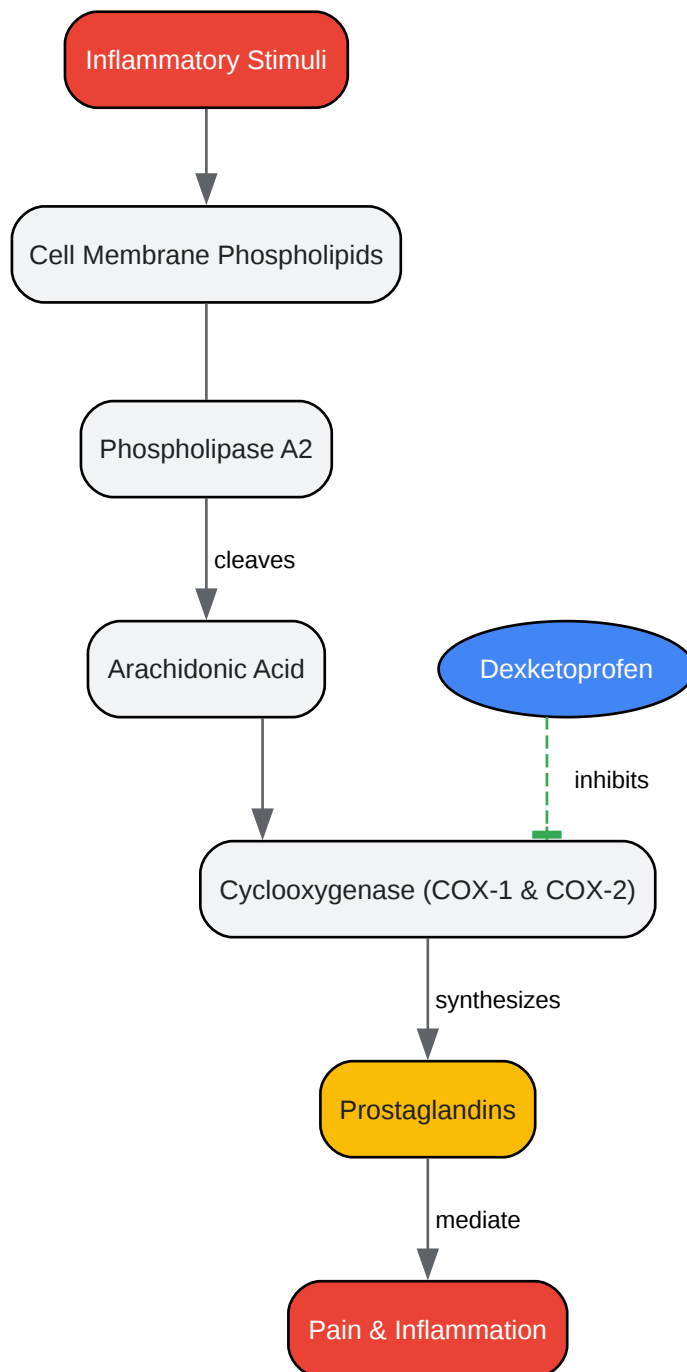 Inflammatory Stimuli
Cell Membrane Phospholipids
Phospholipase A2
cleaves
Arachidonic Acid
Dexketoprofen
inhibits
Cyclooxygenase (COX-1 & COX-2)
synthesizes
Prostaglandins
mediate
Pain & Inflammation